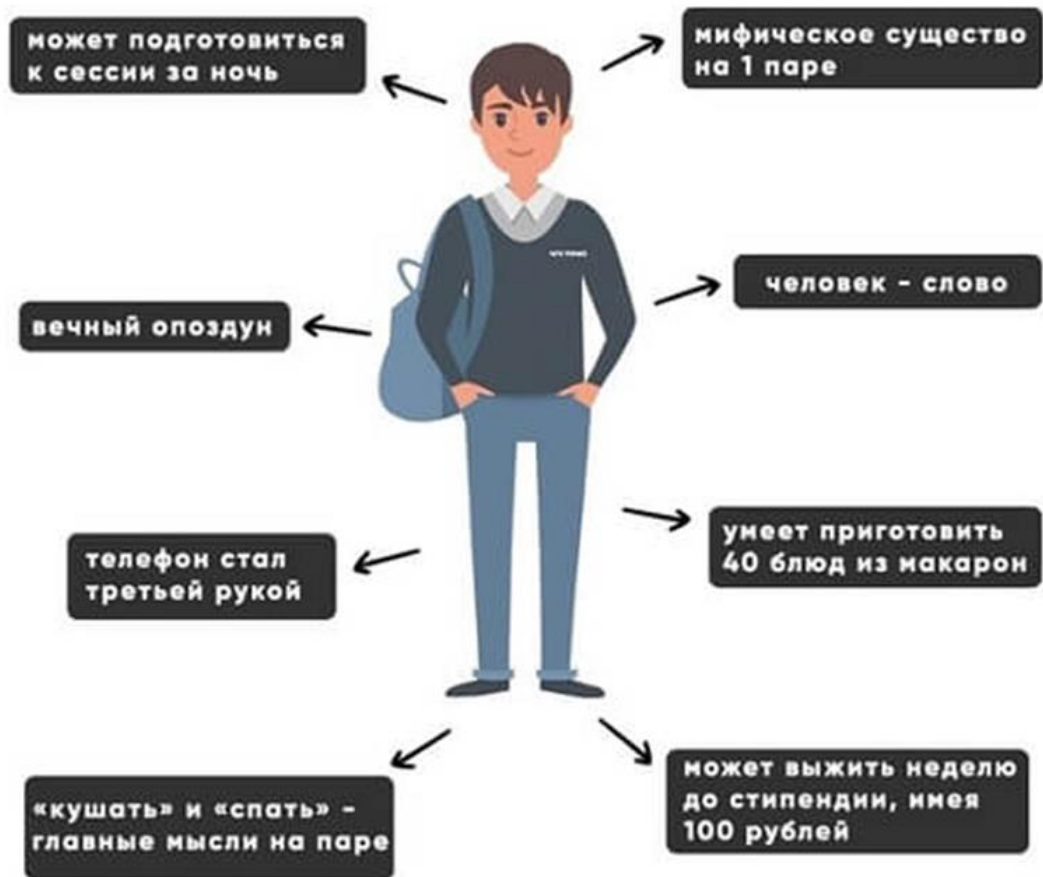 может подготовиться
к сессии за ночь
мифическое существо
на 1 паре
человек - слово
вечный опоздун
умеет приготовить
40 блюд из макарон
телефон стал
третьей рукой
может выжить неделю
до стипендии, имея
100 рублей
«кушать» и «спать» -
главные мысли на паре